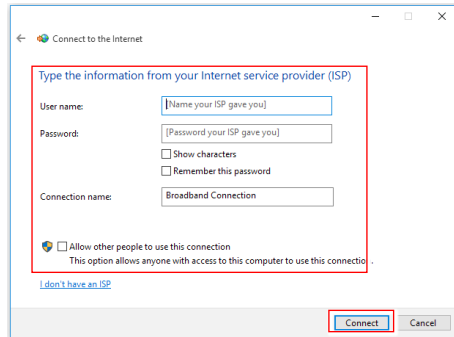 Connect to the Internet
Type the information from your Internet service provider (ISP)
User name: [Name your ISP gave you]
Password: [Password your ISP gave you]
Show characters
Remember this password
Connection name: Broadband Connection
Allow other people to use this connection
This option allows anyone with access to this computer to use this connection.
I don't have an ISP
Connect Cancel